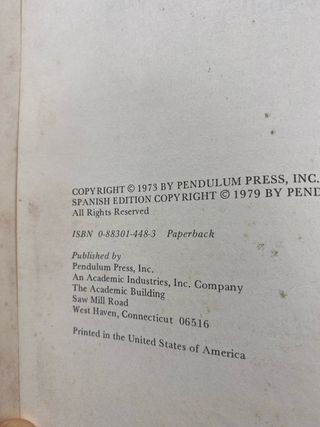 COPYRIGHT © 1973 BY PENDULUM PRESS, INC.
SPANISH EDITION COPYRIGHT © 1979 BY PEND
All Rights Reserved
ISBN 0-88301-448-3 Paperback
Published by
Pendulum Press, Inc.
An Academic Industries, Inc. Company
The Academic Building
Saw Mill Road
West Haven, Connecticut 06516
Printed in the United States of America